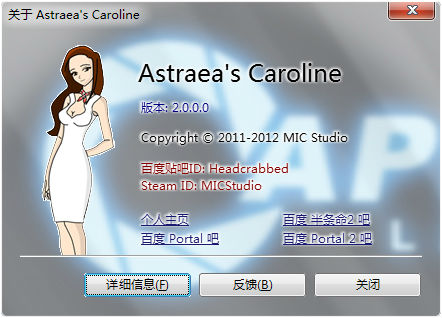 关于 Astraea's Caroline
Astraea's Caroline
版本: 2.0.0.0
Copyright © 2011-2012 MIC Studio
百度贴吧ID: Headcrabbed
Steam ID: MICStudio
个人主页 百度 半条命2 吧
百度 Portal 吧 百度 Portal 2 吧
AP
L
详细信息(F) 反馈(B) 关闭